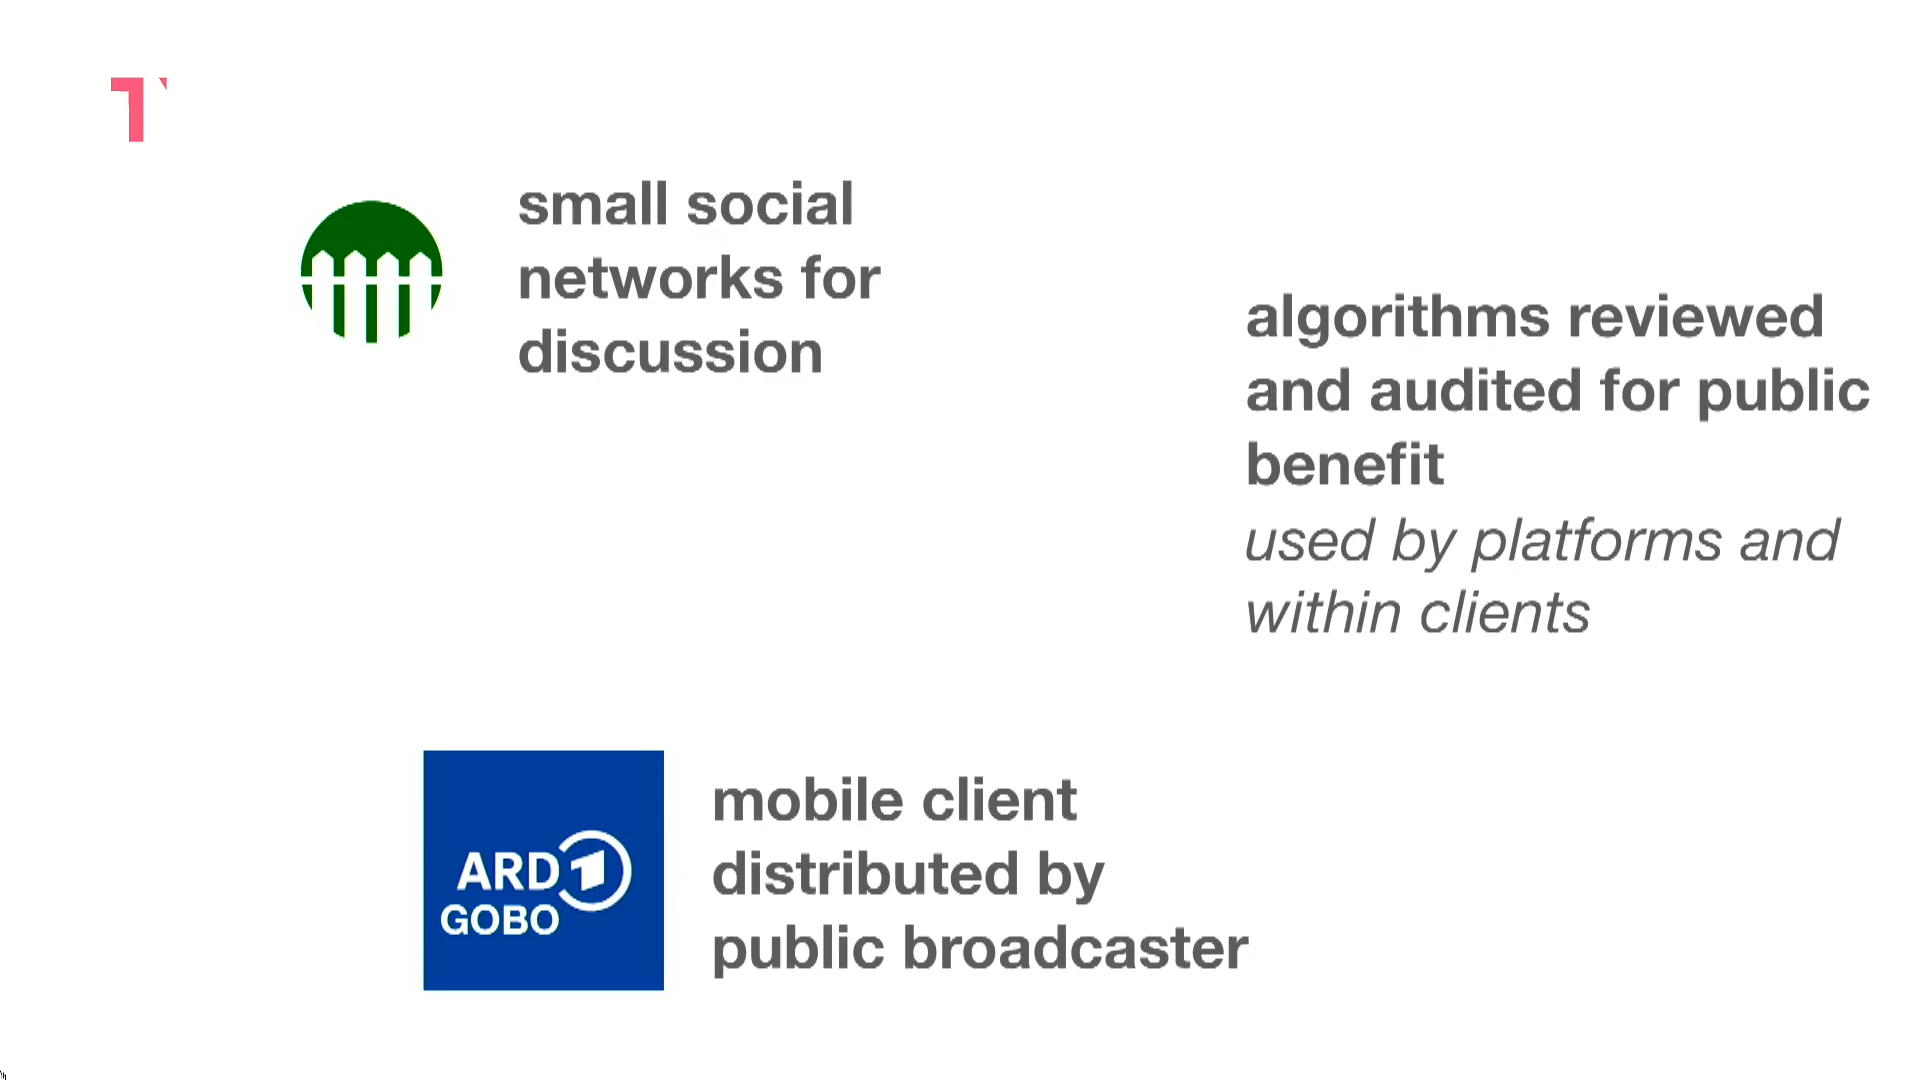 small social
networks for
discussion
algorithms reviewed
and audited for public
benefit
used by platforms and
within clients
ARD 1
GOBO
mobile client
distributed by
public broadcaster